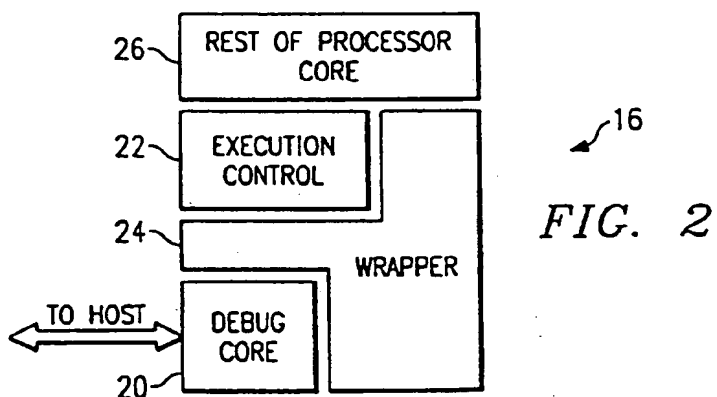 REST OF PROCESSOR
CORE
26
22
EXECUTION
CONTROL
16
24
WRAPPER
FIG. 2
TO HOST
DEBUG
CORE
20